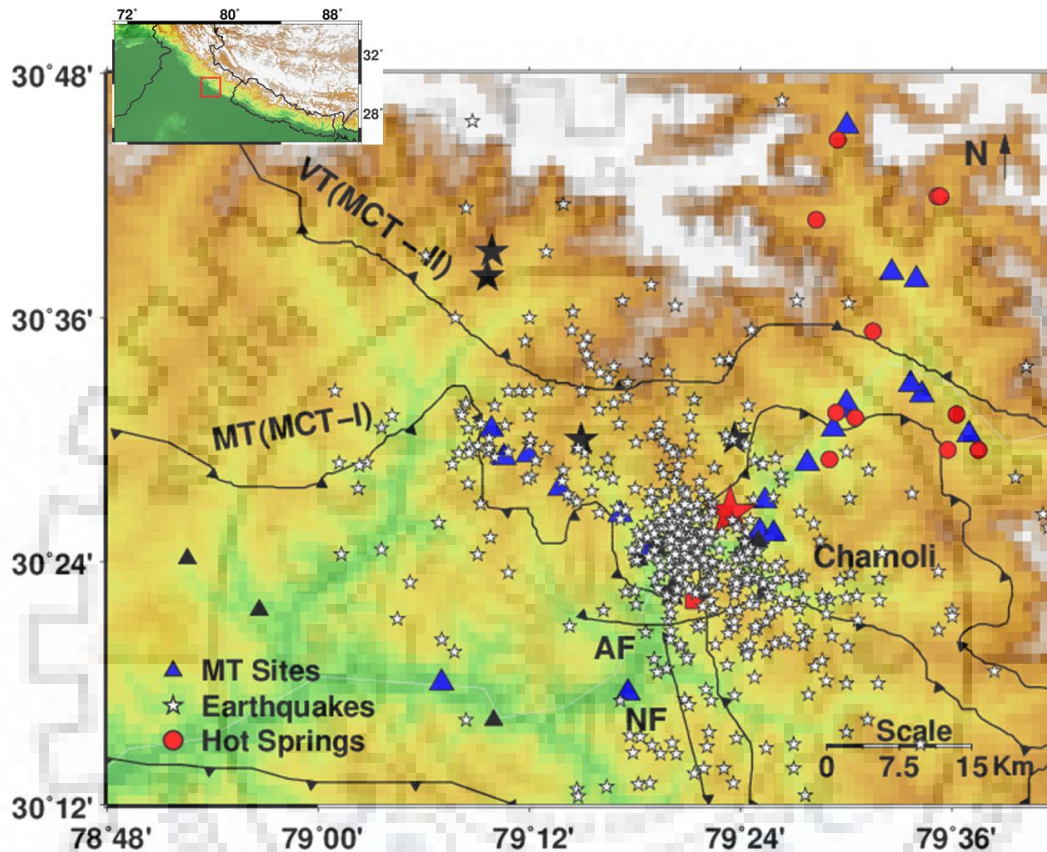 72˚ 80˚ 88˚
32˚
28˚
30˚48'
30˚36'
30˚24'
30˚12'
N
VT(MCT – II)
MT(MCT–I)
Chamoli
AF
NF
MT Sites
Earthquakes
Hot Springs
Scale
0 7.5 15 Km
78˚48' 79˚00' 79˚12' 79˚24' 79˚36'